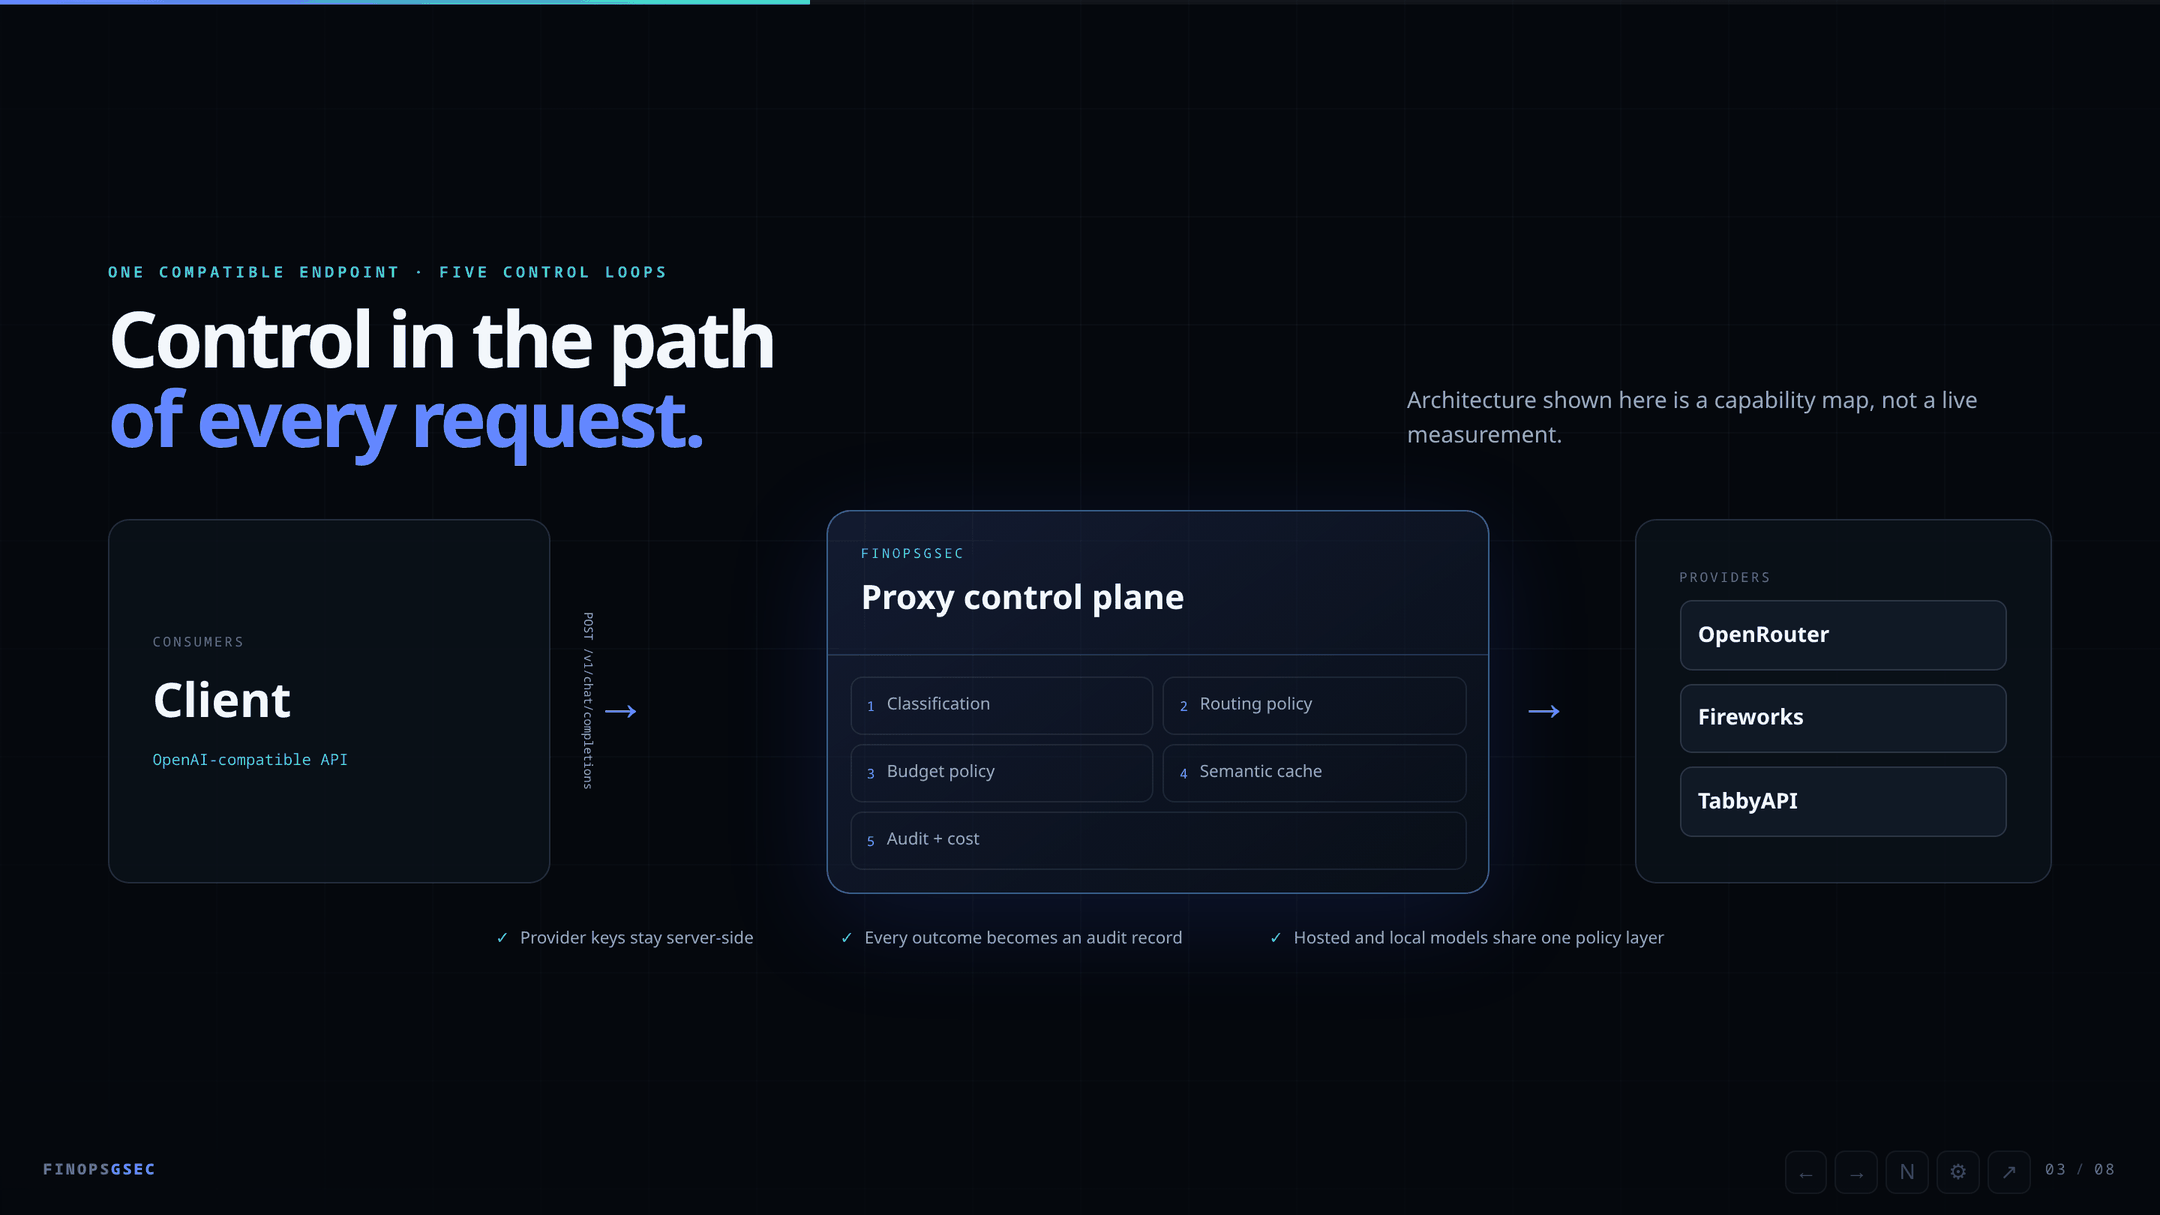 ONE COMPATIBLE ENDPOINT · FIVE CONTROL LOOPS
Control in the path
of every request.
Architecture shown here is a capability map, not a live
measurement.
CONSUMERS
Client
OpenAI-compatible API
POST /v1/chat/completions
→
FINOPSGSEC
Proxy control plane
1 Classification
2 Routing policy
3 Budget policy
4 Semantic cache
5 Audit + cost
→
PROVIDERS
OpenRouter
Fireworks
TabbyAPI
✓ Provider keys stay server-side
✓ Every outcome becomes an audit record
✓ Hosted and local models share one policy layer
FINOPSGSEC
← → N ⚙ ↗ 03 / 08